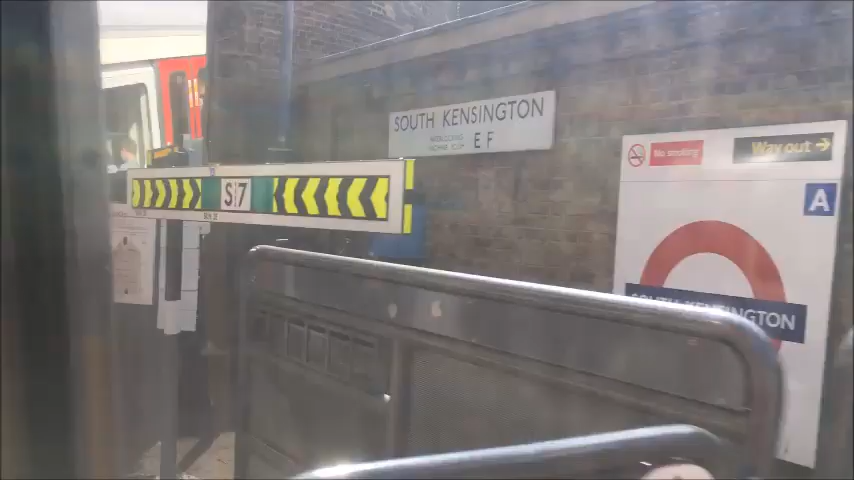 SOUTH KENSINGTON
E F
No smoking
Way out
A
S 7
SOUTH KENSINGTON